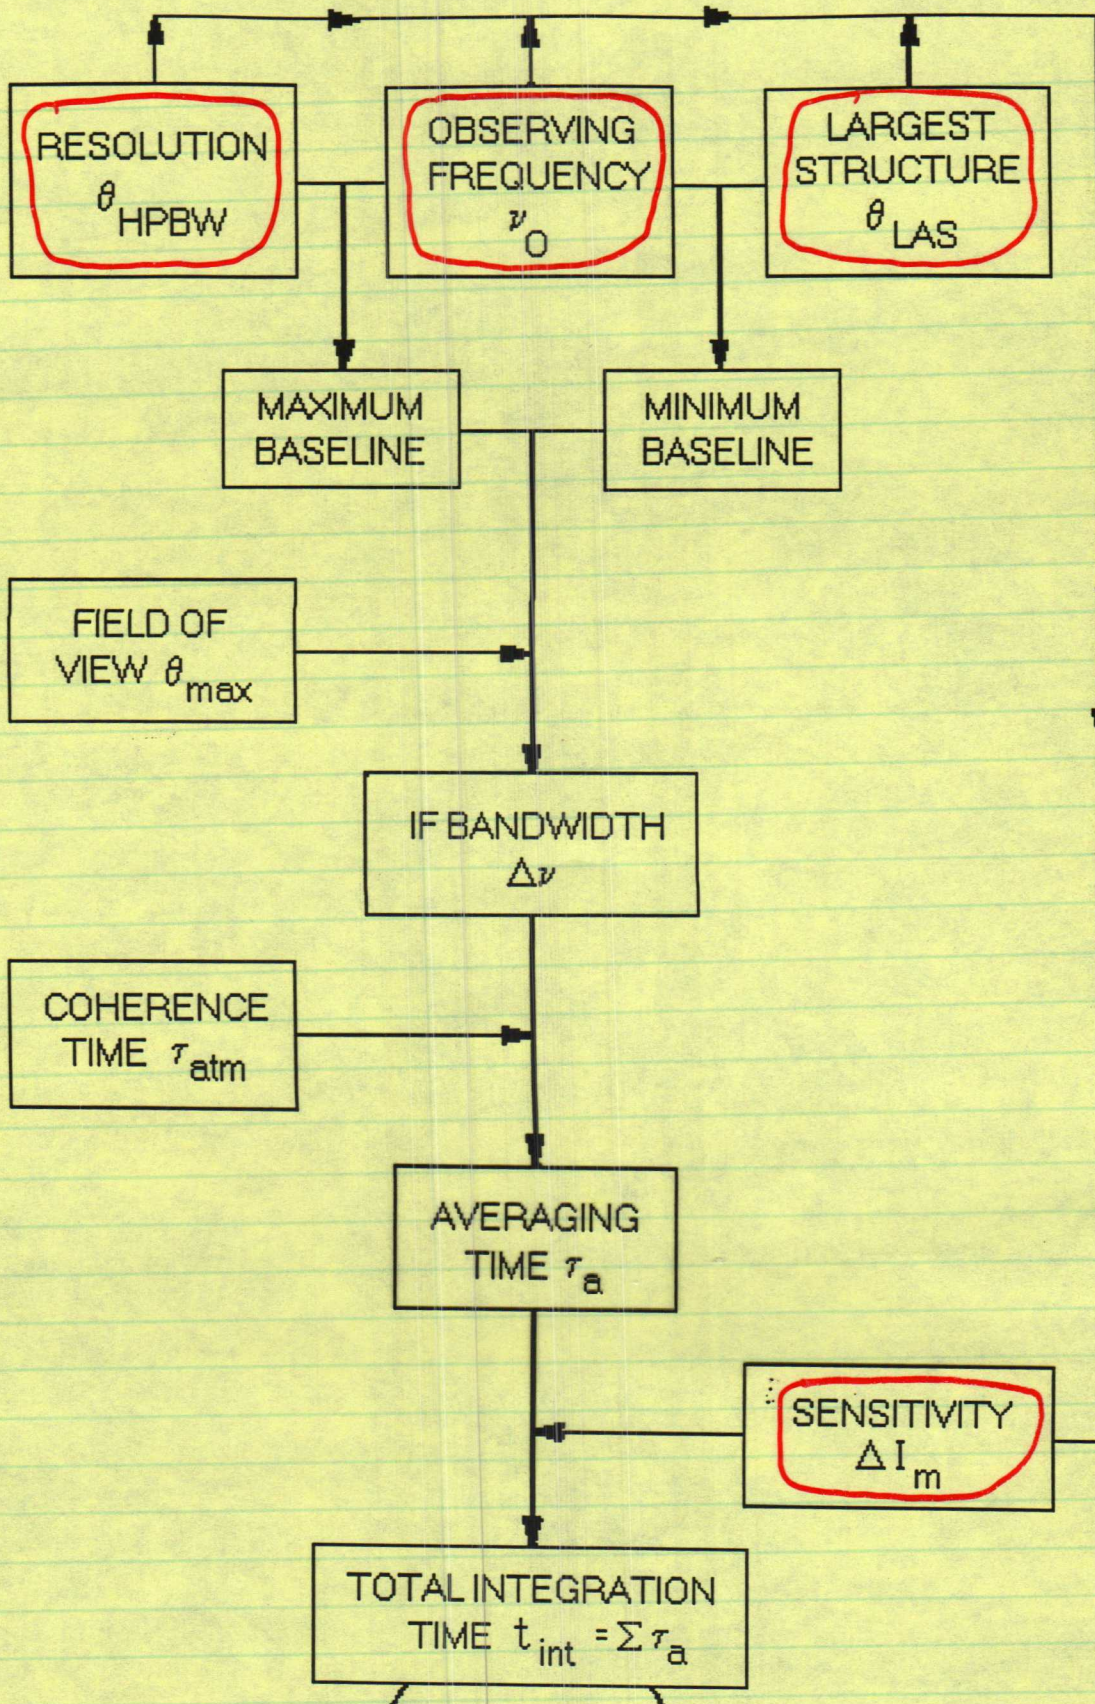 RESOLUTION
θ HPBW
OBSERVING
FREQUENCY
ν O
LARGEST
STRUCTURE
θ LAS
MAXIMUM
BASELINE
MINIMUM
BASELINE
FIELD OF
VIEW θ max
IF BANDWIDTH
Δν
COHERENCE
TIME τ atm
AVERAGING
TIME τ a
SENSITIVITY
Δ I m
TOTAL INTEGRATION
TIME t int = Σ τ a